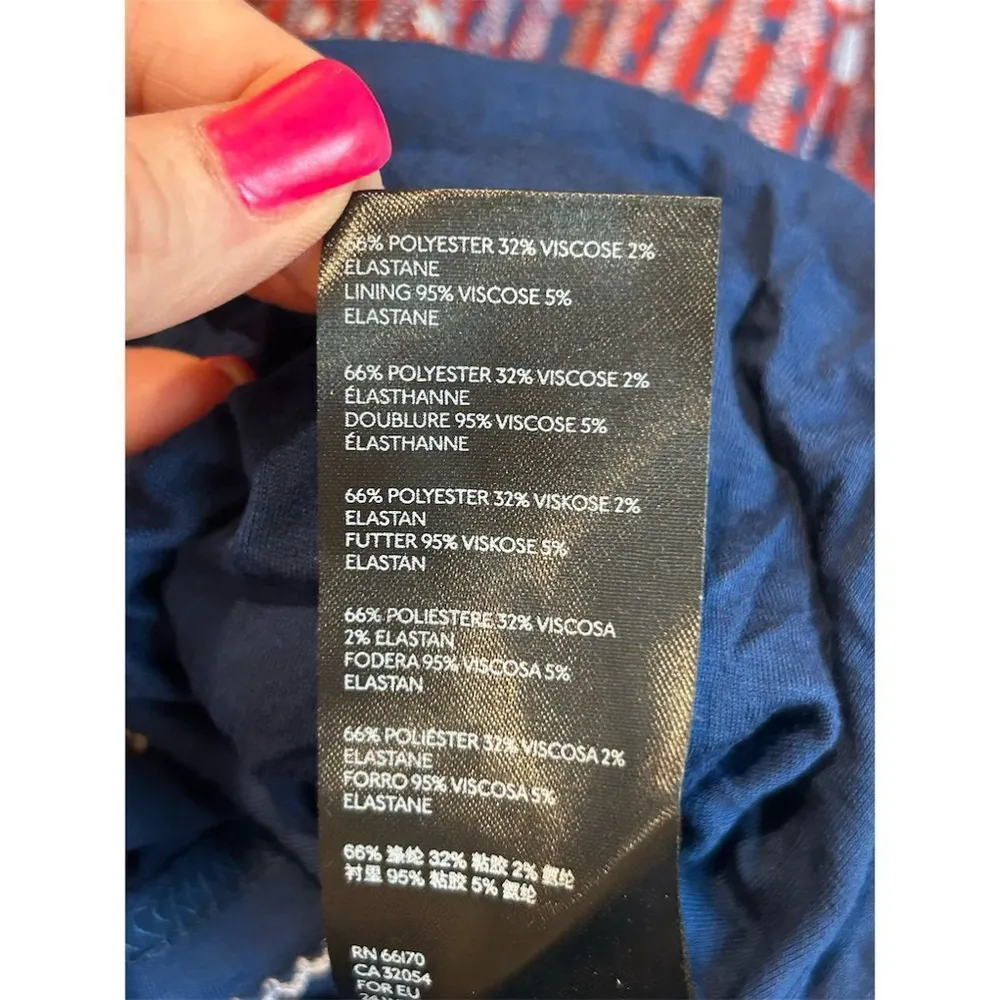 66% POLYESTER 32% VISCOSE 2%
ELASTANE
LINING 95% VISCOSE 5%
ELASTANE
66% POLYESTER 32% VISCOSE 2%
ÉLASTHANNE
DOUBLURE 95% VISCOSE 5%
ÉLASTHANNE
66% POLYESTER 32% VISKOSE 2%
ELASTAN
FUTTER 95% VISKOSE 5%
ELASTAN
66% POLIESTERE 32% VISCOSA
2% ELASTAN
FODERA 95% VISCOSA 5%
ELASTAN
66% POLIESTER 32% VISCOSA 2%
ELASTANE
FORRO 95% VISCOSA 5%
ELASTANE
66% 涤纶 32% 粘胶 2% 氨纶
衬里 95% 粘胶 5% 氨纶
RN 66170
CA 32054
FOR EU